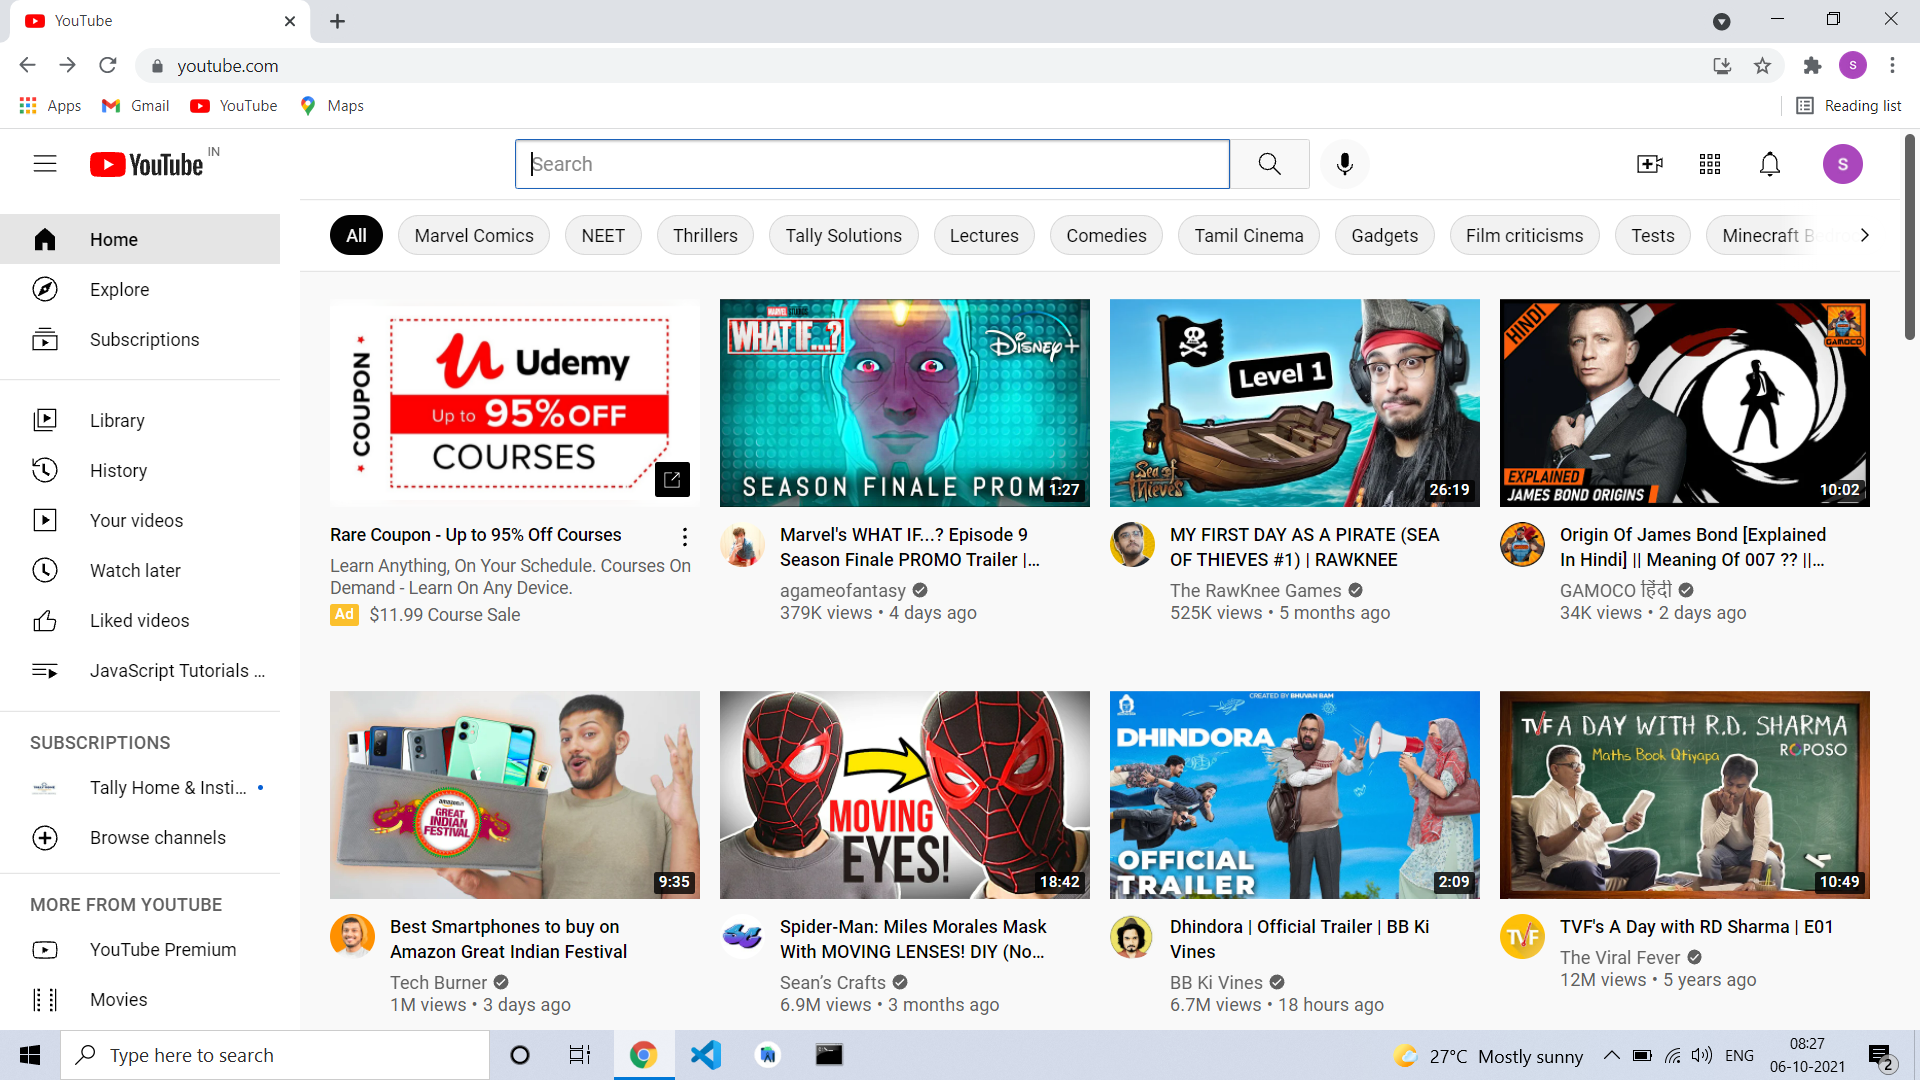 YouTube
youtube.com
Apps
Gmail
YouTube
Maps
Reading list
YouTube IN
Search
S
Home
Explore
Subscriptions
Library
History
Your videos
Watch later
Liked videos
JavaScript Tutorials ...
SUBSCRIPTIONS
Tally Home & Insti...
Browse channels
MORE FROM YOUTUBE
YouTube Premium
Movies
All
Marvel Comics
NEET
Thrillers
Tally Solutions
Lectures
Comedies
Tamil Cinema
Gadgets
Film criticisms
Tests
Minecraft
COUPON
Udemy
Up to 95% OFF
COURSES
Rare Coupon - Up to 95% Off Courses
Learn Anything, On Your Schedule. Courses On
Demand - Learn On Any Device.
Ad $11.99 Course Sale
MARVEL STUDIOS
WHAT IF...?
Disney+
SEASON FINALE PROMO
1:27
Marvel's WHAT IF...? Episode 9
Season Finale PROMO Trailer |...
agameofantasy
379K views • 4 days ago
Level 1
Sea of
Thieves
26:19
MY FIRST DAY AS A PIRATE (SEA
OF THIEVES #1) | RAWKNEE
The RawKnee Games
525K views • 5 months ago
HINDI
GAMOCO
EXPLAINED
JAMES BOND ORIGINS
10:02
Origin Of James Bond [Explained
In Hindi] || Meaning Of 007 ?? ||...
GAMOCO हिंदी
34K views • 2 days ago
amazon.in
GREAT
INDIAN
FESTIVAL
9:35
Best Smartphones to buy on
Amazon Great Indian Festival
Tech Burner
1M views • 3 days ago
MOVING
EYES!
18:42
Spider-Man: Miles Morales Mask
With MOVING LENSES! DIY (No...
Sean's Crafts
6.9M views • 3 months ago
CREATED BY BHUVAN BAM
DHINDORA
OFFICIAL
TRAILER
2:09
Dhindora | Official Trailer | BB Ki
Vines
BB Ki Vines
6.7M views • 18 hours ago
TVF A DAY WITH R.D. SHARMA
Maths Book Qtiyapa
ROPOSO
10:49
TVF
TVF's A Day with RD Sharma | E01
The Viral Fever
12M views • 5 years ago
Type here to search
27°C Mostly sunny
ENG
08:27
06-10-2021
2